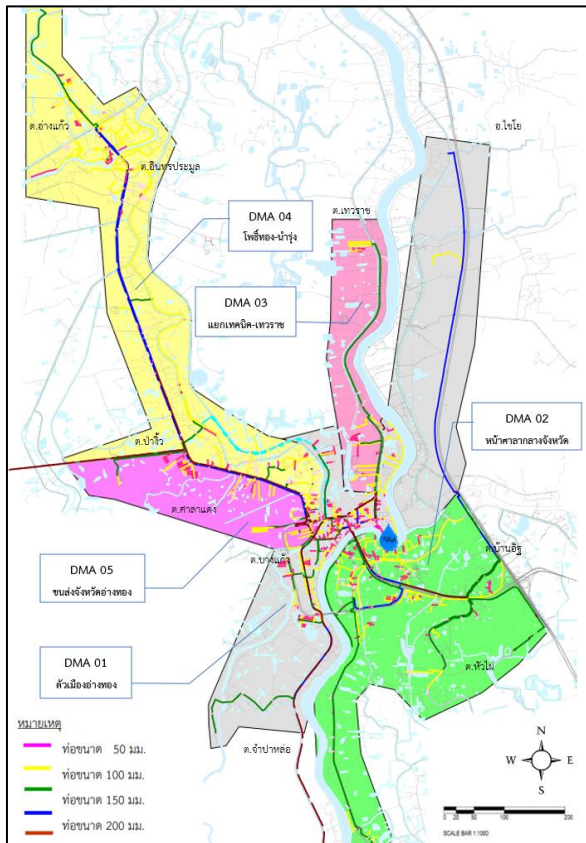 ต.อ่างแก้ว
อ.ไชโย
ต.อินทรประมูล
DMA 04
โพธิ์ทอง-นำรุ่ง
ต.เทวราช
DMA 03
แยกเทคนิค-เทวราช
DMA 02
หน้าศาลากลางจังหวัด
ต.ป่างิ้ว
ต.ศาลาแดง
PWA
ต.บ้านอิฐ
ต.บางแก้ว
DMA 05
ขนส่งจังหวัดอ่างทอง
DMA 01
ตัวเมืองอ่างทอง
ต.หัวไผ่
ต.จำปาหล่อ
หมายเหตุ
ท่อขนาด 50 มม.
ท่อขนาด 100 มม.
ท่อขนาด 150 มม.
ท่อขนาด 200 มม.
N
W E
S
0 20 50 100 200
SCALE BAR 1:1000